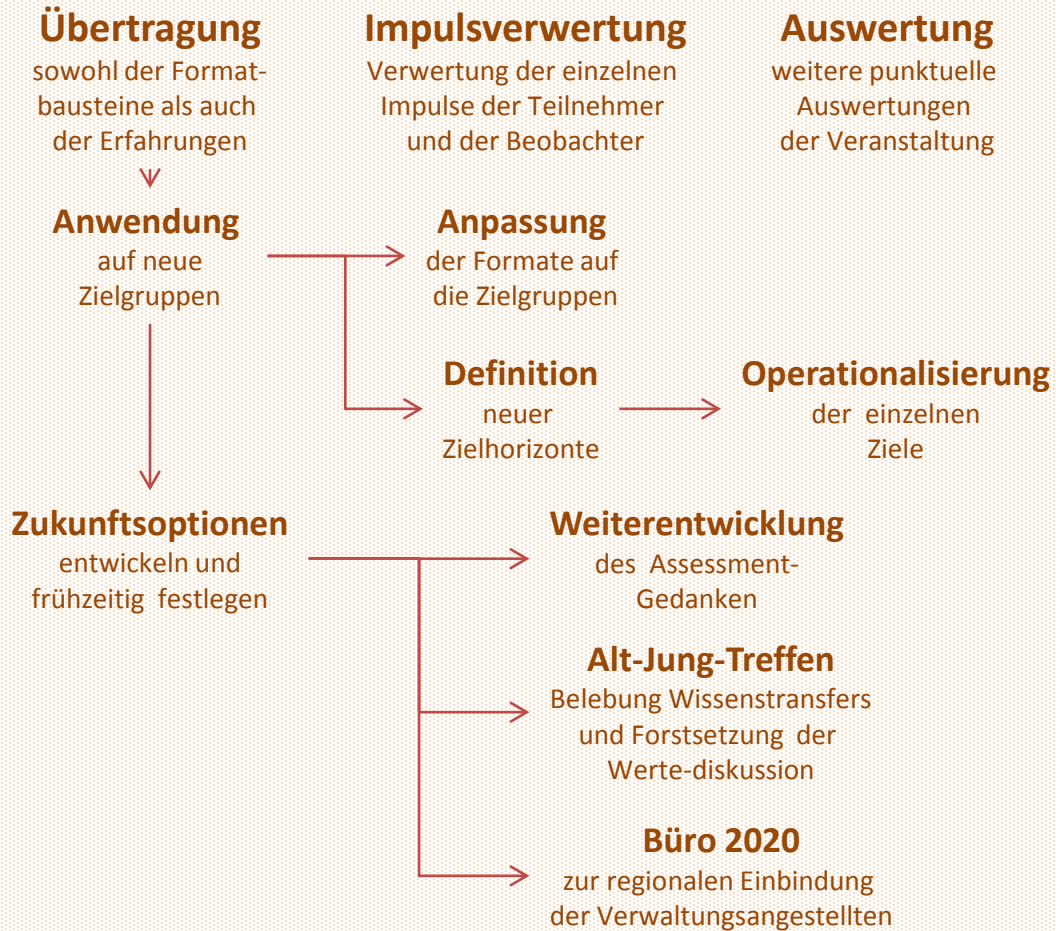 Übertragung
sowohl der Format-
bausteine als auch
der Erfahrungen
Impulsverwertung
Verwertung der einzelnen
Impulse der Teilnehmer
und der Beobachter
Auswertung
weitere punktuelle
Auswertungen
der Veranstaltung
Anwendung
auf neue
Zielgruppen
Anpassung
der Formate auf
die Zielgruppen
Definition
neuer
Zielhorizonte
Operationalisierung
der einzelnen
Ziele
Zukunftsoptionen
entwickeln und
frühzeitig festlegen
Weiterentwicklung
des Assessment-
Gedanken
Alt-Jung-Treffen
Belebung Wissenstransfers
und Forstsetzung der
Werte-diskussion
Büro 2020
zur regionalen Einbindung
der Verwaltungsangestellten